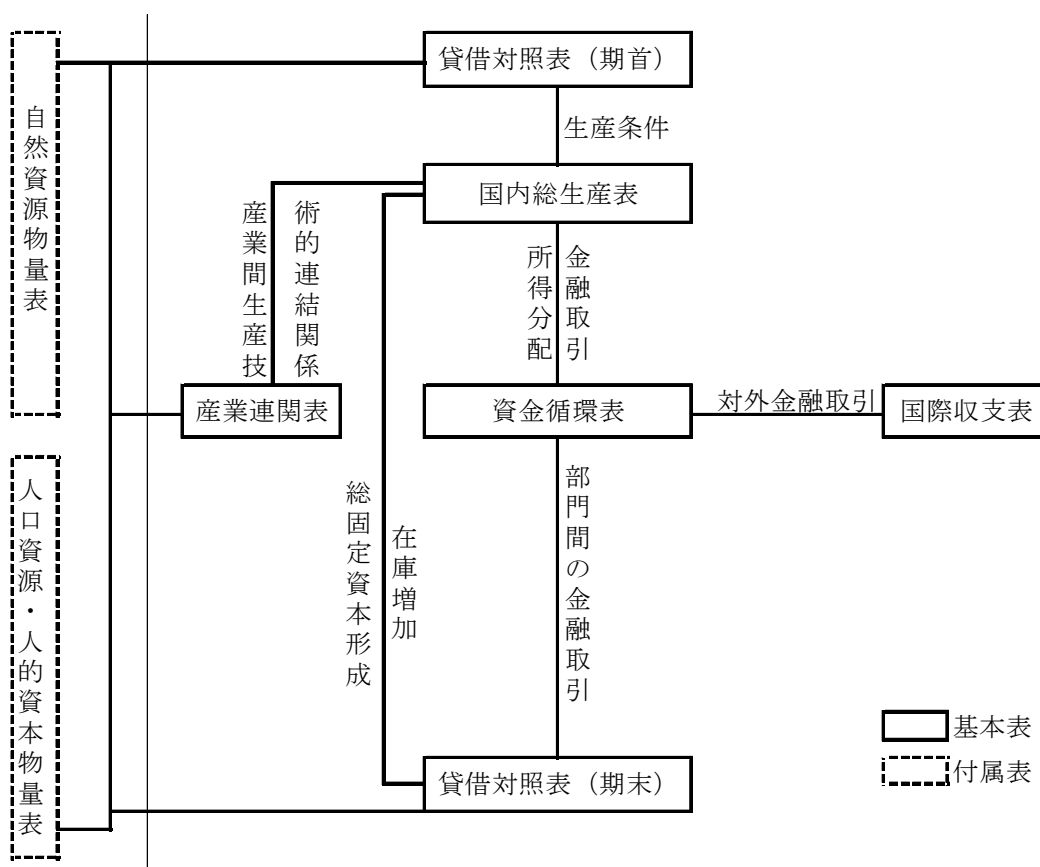 貸借対照表（期首）
自然資源物量表
生産条件
国内総生産表
産業間生産技
術的連結関係
所得分配
金融取引
産業連関表
資金循環表
対外金融取引
国際収支表
人口資源・人的資本物量表
総固定資本形成
在庫増加
部門間の金融取引
基本表
付属表
貸借対照表（期末）